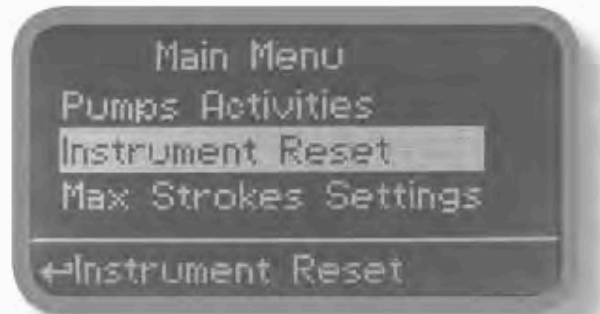 Main Menu
Pumps Activities
Instrument Reset
Max Strokes Settings
↩Instrument Reset